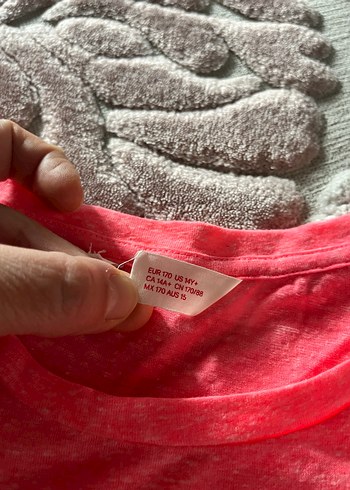 EUR 170 US 14Y+
CA 14A+ CN 170/88
MX 170 AUS 15